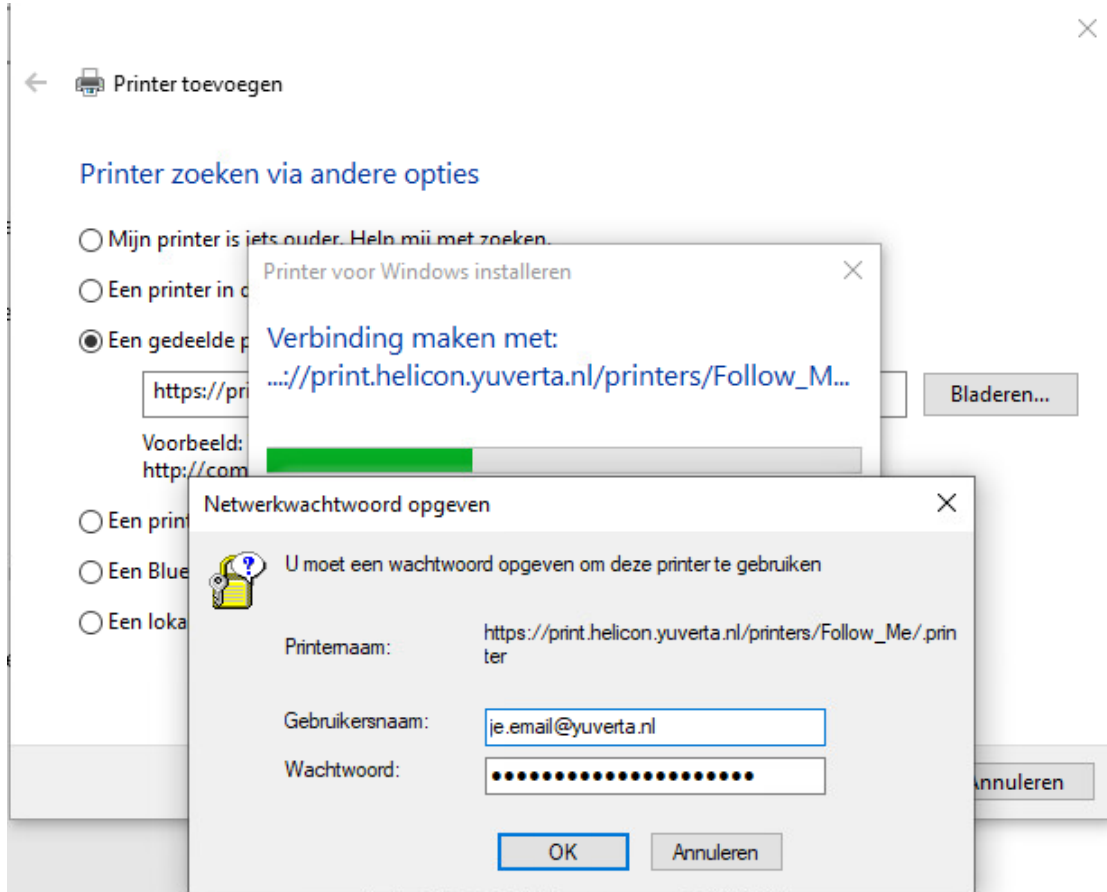 Printer toevoegen
Printer zoeken via andere opties
Mijn printer is iets ouder. Help mij met zoeken.
Printer voor Windows installeren
Een printer in
Een gedeelde
Verbinding maken met:
...://print.helicon.yuverta.nl/printers/Follow_M...
https://pri
Bladeren...
Voorbeeld:
http://com
Netwerkwachtwoord opgeven
Een print
U moet een wachtwoord opgeven om deze printer te gebruiken
Een Blue
Een loka
Printernaam:
https://print.helicon.yuverta.nl/printers/Follow_Me/.prin
ter
Gebruikersnaam:
je.email@yuverta.nl
Wachtwoord:
●●●●●●●●●●●●●●●●●●●●●
Annuleren
OK
Annuleren